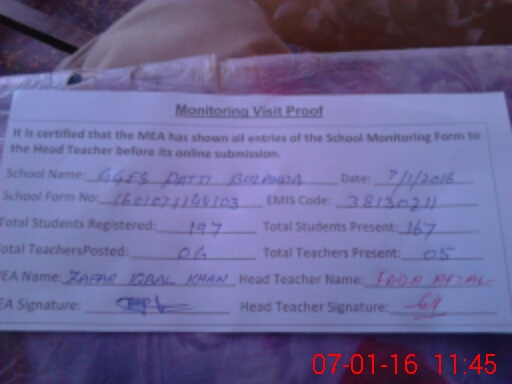 Monitoring Visit Proof
It is certified that the MEA has shown all entries of the School Monitoring Form to
the Head Teacher before its online submission.
School Name: GGES PATTI BULANDA Date: 7/1/2016
School Form No: EMIS Code:
Total Students Registered: 197 Total Students Present: 167
Total TeachersPosted: 06 Total Teachers Present: 05
MEA Name: ZAFAR IQBAL KHAN Head Teacher Name:
MEA Signature: Head Teacher Signature:
07-01-16 11:45